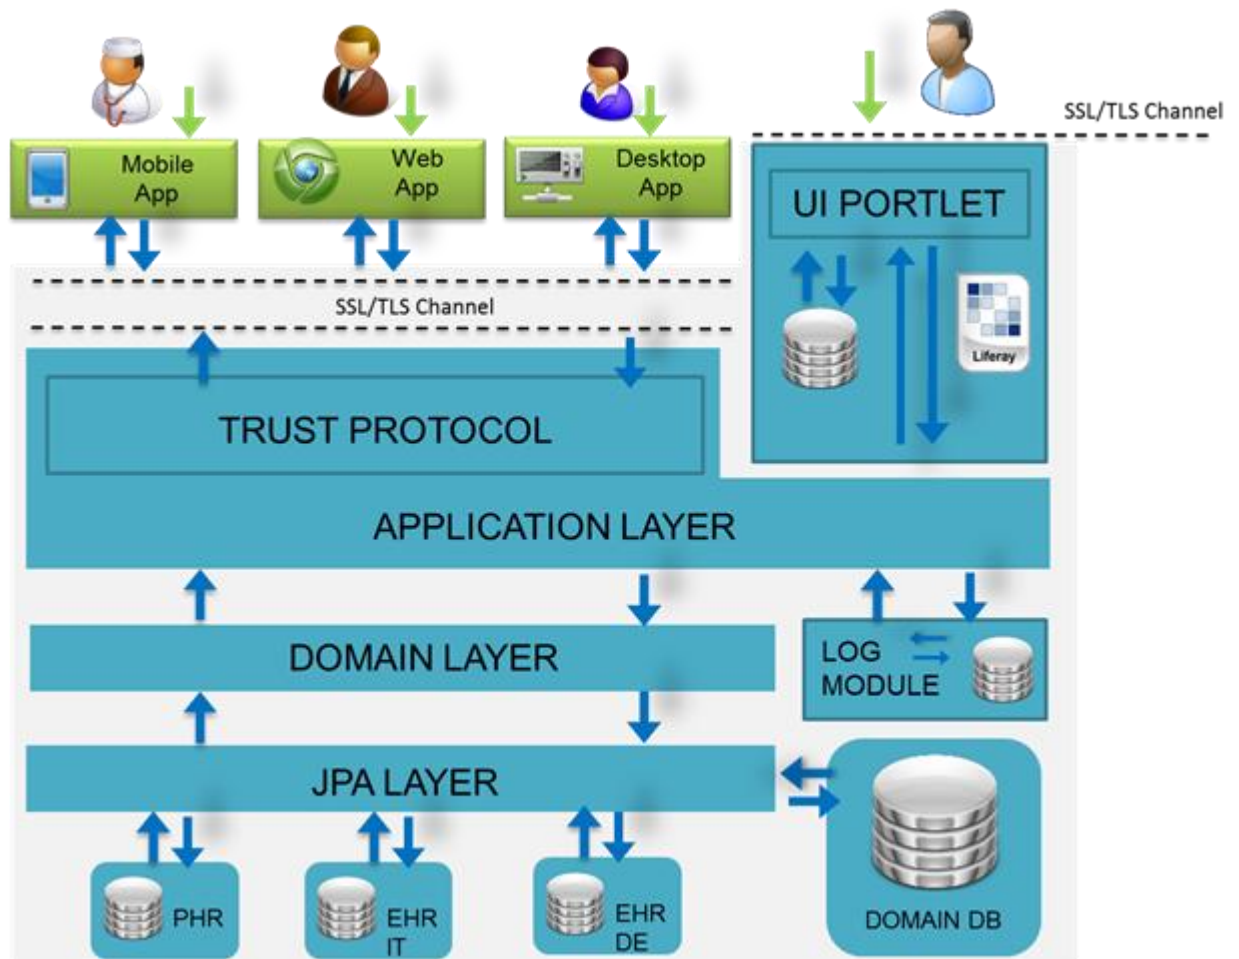 SSL/TLS Channel
Mobile
App
Web
App
Desktop
App
UI PORTLET
SSL/TLS Channel
Liferay
TRUST PROTOCOL
APPLICATION LAYER
DOMAIN LAYER
LOG
MODULE
JPA LAYER
PHR
EHR
IT
EHR
DE
DOMAIN DB